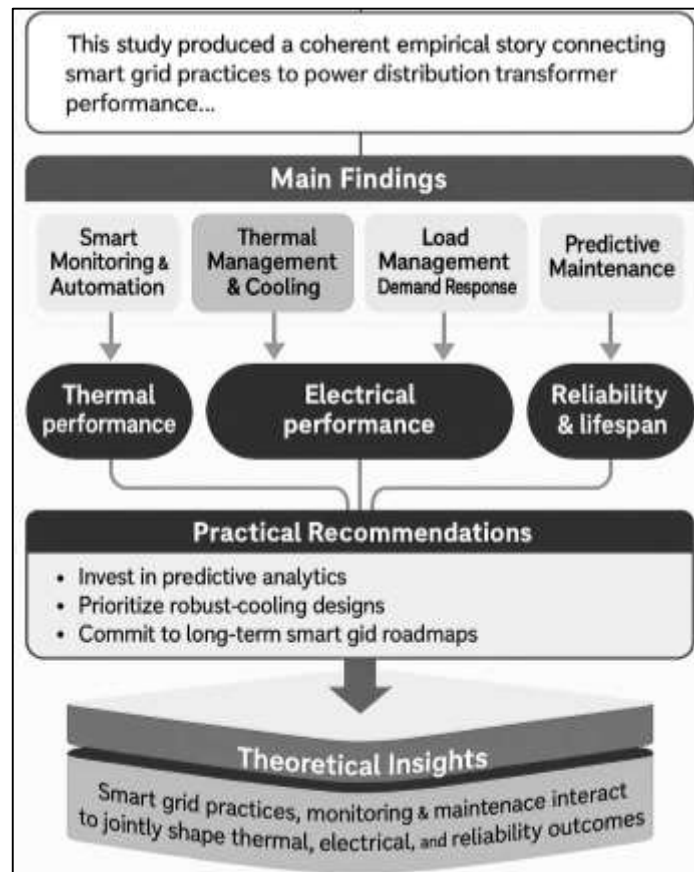 This study produced a coherent empirical story connecting
smart grid practices to power distribution transformer
performance...
Main Findings
Smart
Monitoring &
Automation
Thermal
Management
& Cooling
Load
Management
Demand Response
Predictive
Maintenance
Thermal
performance
Electrical
performance
Reliability
& lifespan
Practical Recommendations
• Invest in predictive analytics
• Prioritize robust-cooling designs
• Commit to long-term smart gid roadmaps
Theoretical Insights
Smart grid practices, monitoring & maintenace interact
to jointly shape thermal, electrical, and reliability outcomes